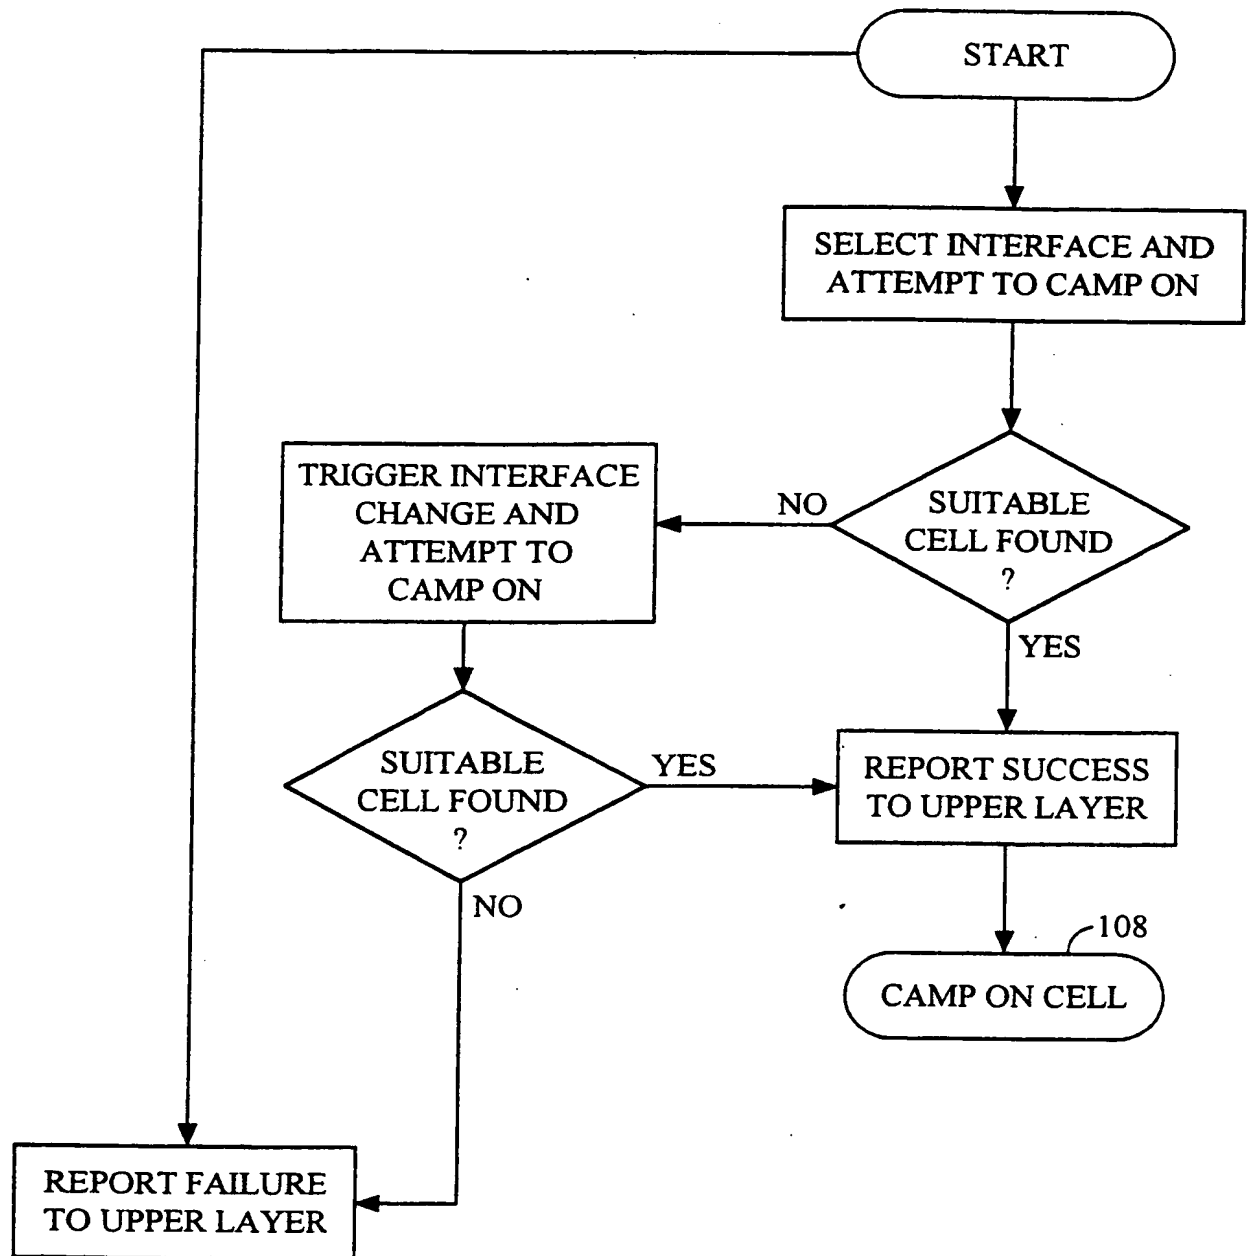 START
SELECT INTERFACE AND
ATTEMPT TO CAMP ON
TRIGGER INTERFACE
CHANGE AND
ATTEMPT TO
CAMP ON
NO
SUITABLE
CELL FOUND
?
YES
SUITABLE
CELL FOUND
?
YES
REPORT SUCCESS
TO UPPER LAYER
NO
108
CAMP ON CELL
REPORT FAILURE
TO UPPER LAYER